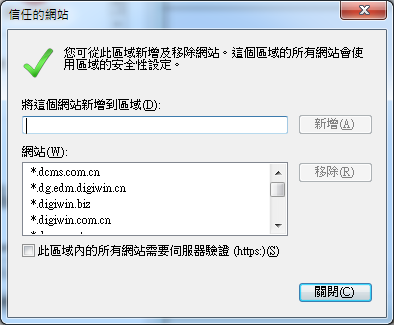 信任的網站
您可從此區域新增及移除網站。這個區域的所有網站會使
用區域的安全性設定。
將這個網站新增到區域(D):
新增(A)
網站(W):
*.dcms.com.cn
移除(R)
*.dg.edm.digiwin.cn
*.digiwin.biz
*.digiwin.com.cn
此區域內的所有網站需要伺服器驗證 (https:)(S)
關閉(C)